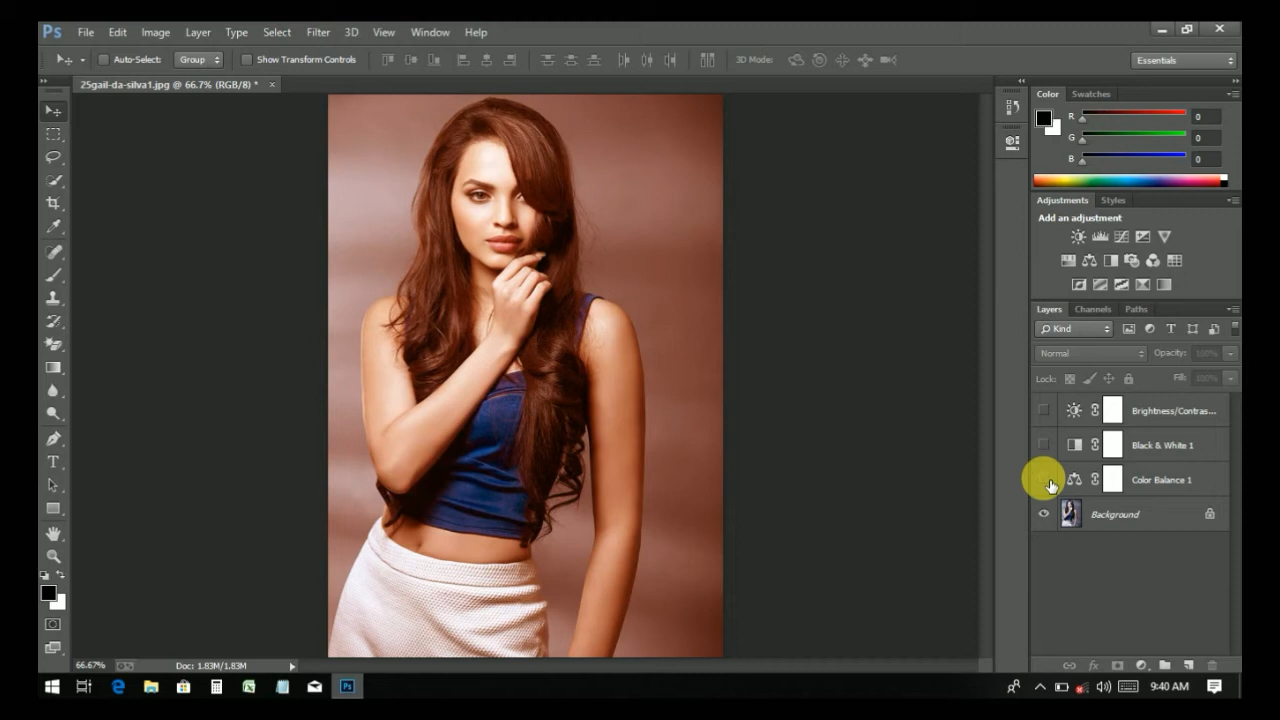 Ps File Edit Image Layer Type Select Filter 3D View Window Help
Auto-Select: Group Show Transform Controls 3D Mode: Essentials
25gail-da-silva1.jpg @ 66.7% (RGB/8) * ×
Color Swatches
R 0
G 0
B 0
Adjustments Styles
Add an adjustment
Layers Channels Paths
Kind
Normal Opacity: 100%
Lock: Fill: 100%
Brightness/Contras...
Black & White 1
Color Balance 1
Background
66.67% Doc: 1.83M/1.83M
Ps 9:40 AM